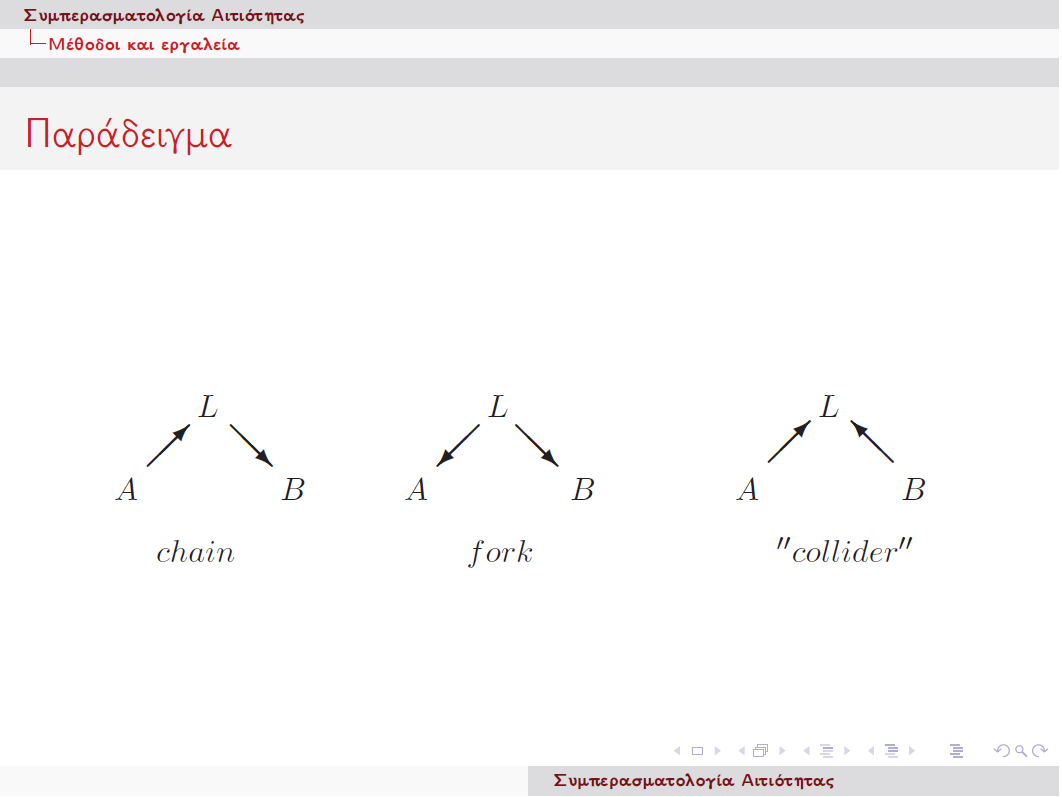 Συμπερασματολογία Αιτιότητας
Μέθοδοι και εργαλεία
Παράδειγμα
L L L
A B A B A B
chain fork "collider"
Συμπερασματολογία Αιτιότητας